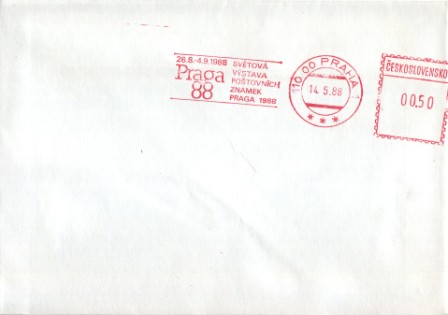 26.8.-4.9.1988
Praga
88
SVĚTOVÁ
VÝSTAVA
POŠTOVNÍCH
ZNÁMEK
PRAGA 1988
110 00 PRAHA 1
14. 5. 88
ČESKOSLOVENSKO
00,50